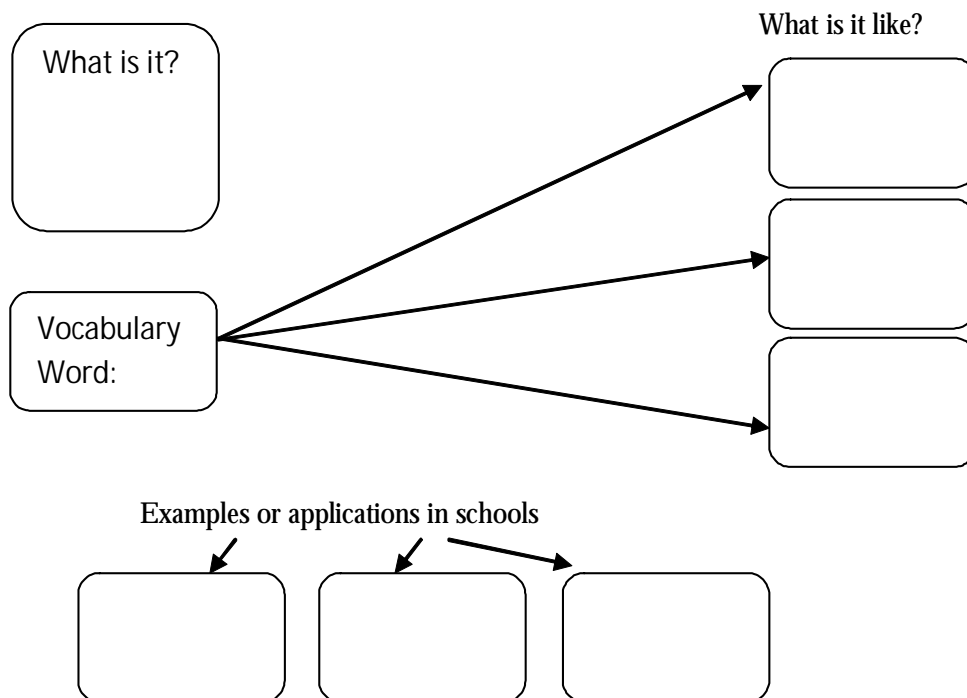 What is it like?
What is it?
Vocabulary
Word:
Examples or applications in schools